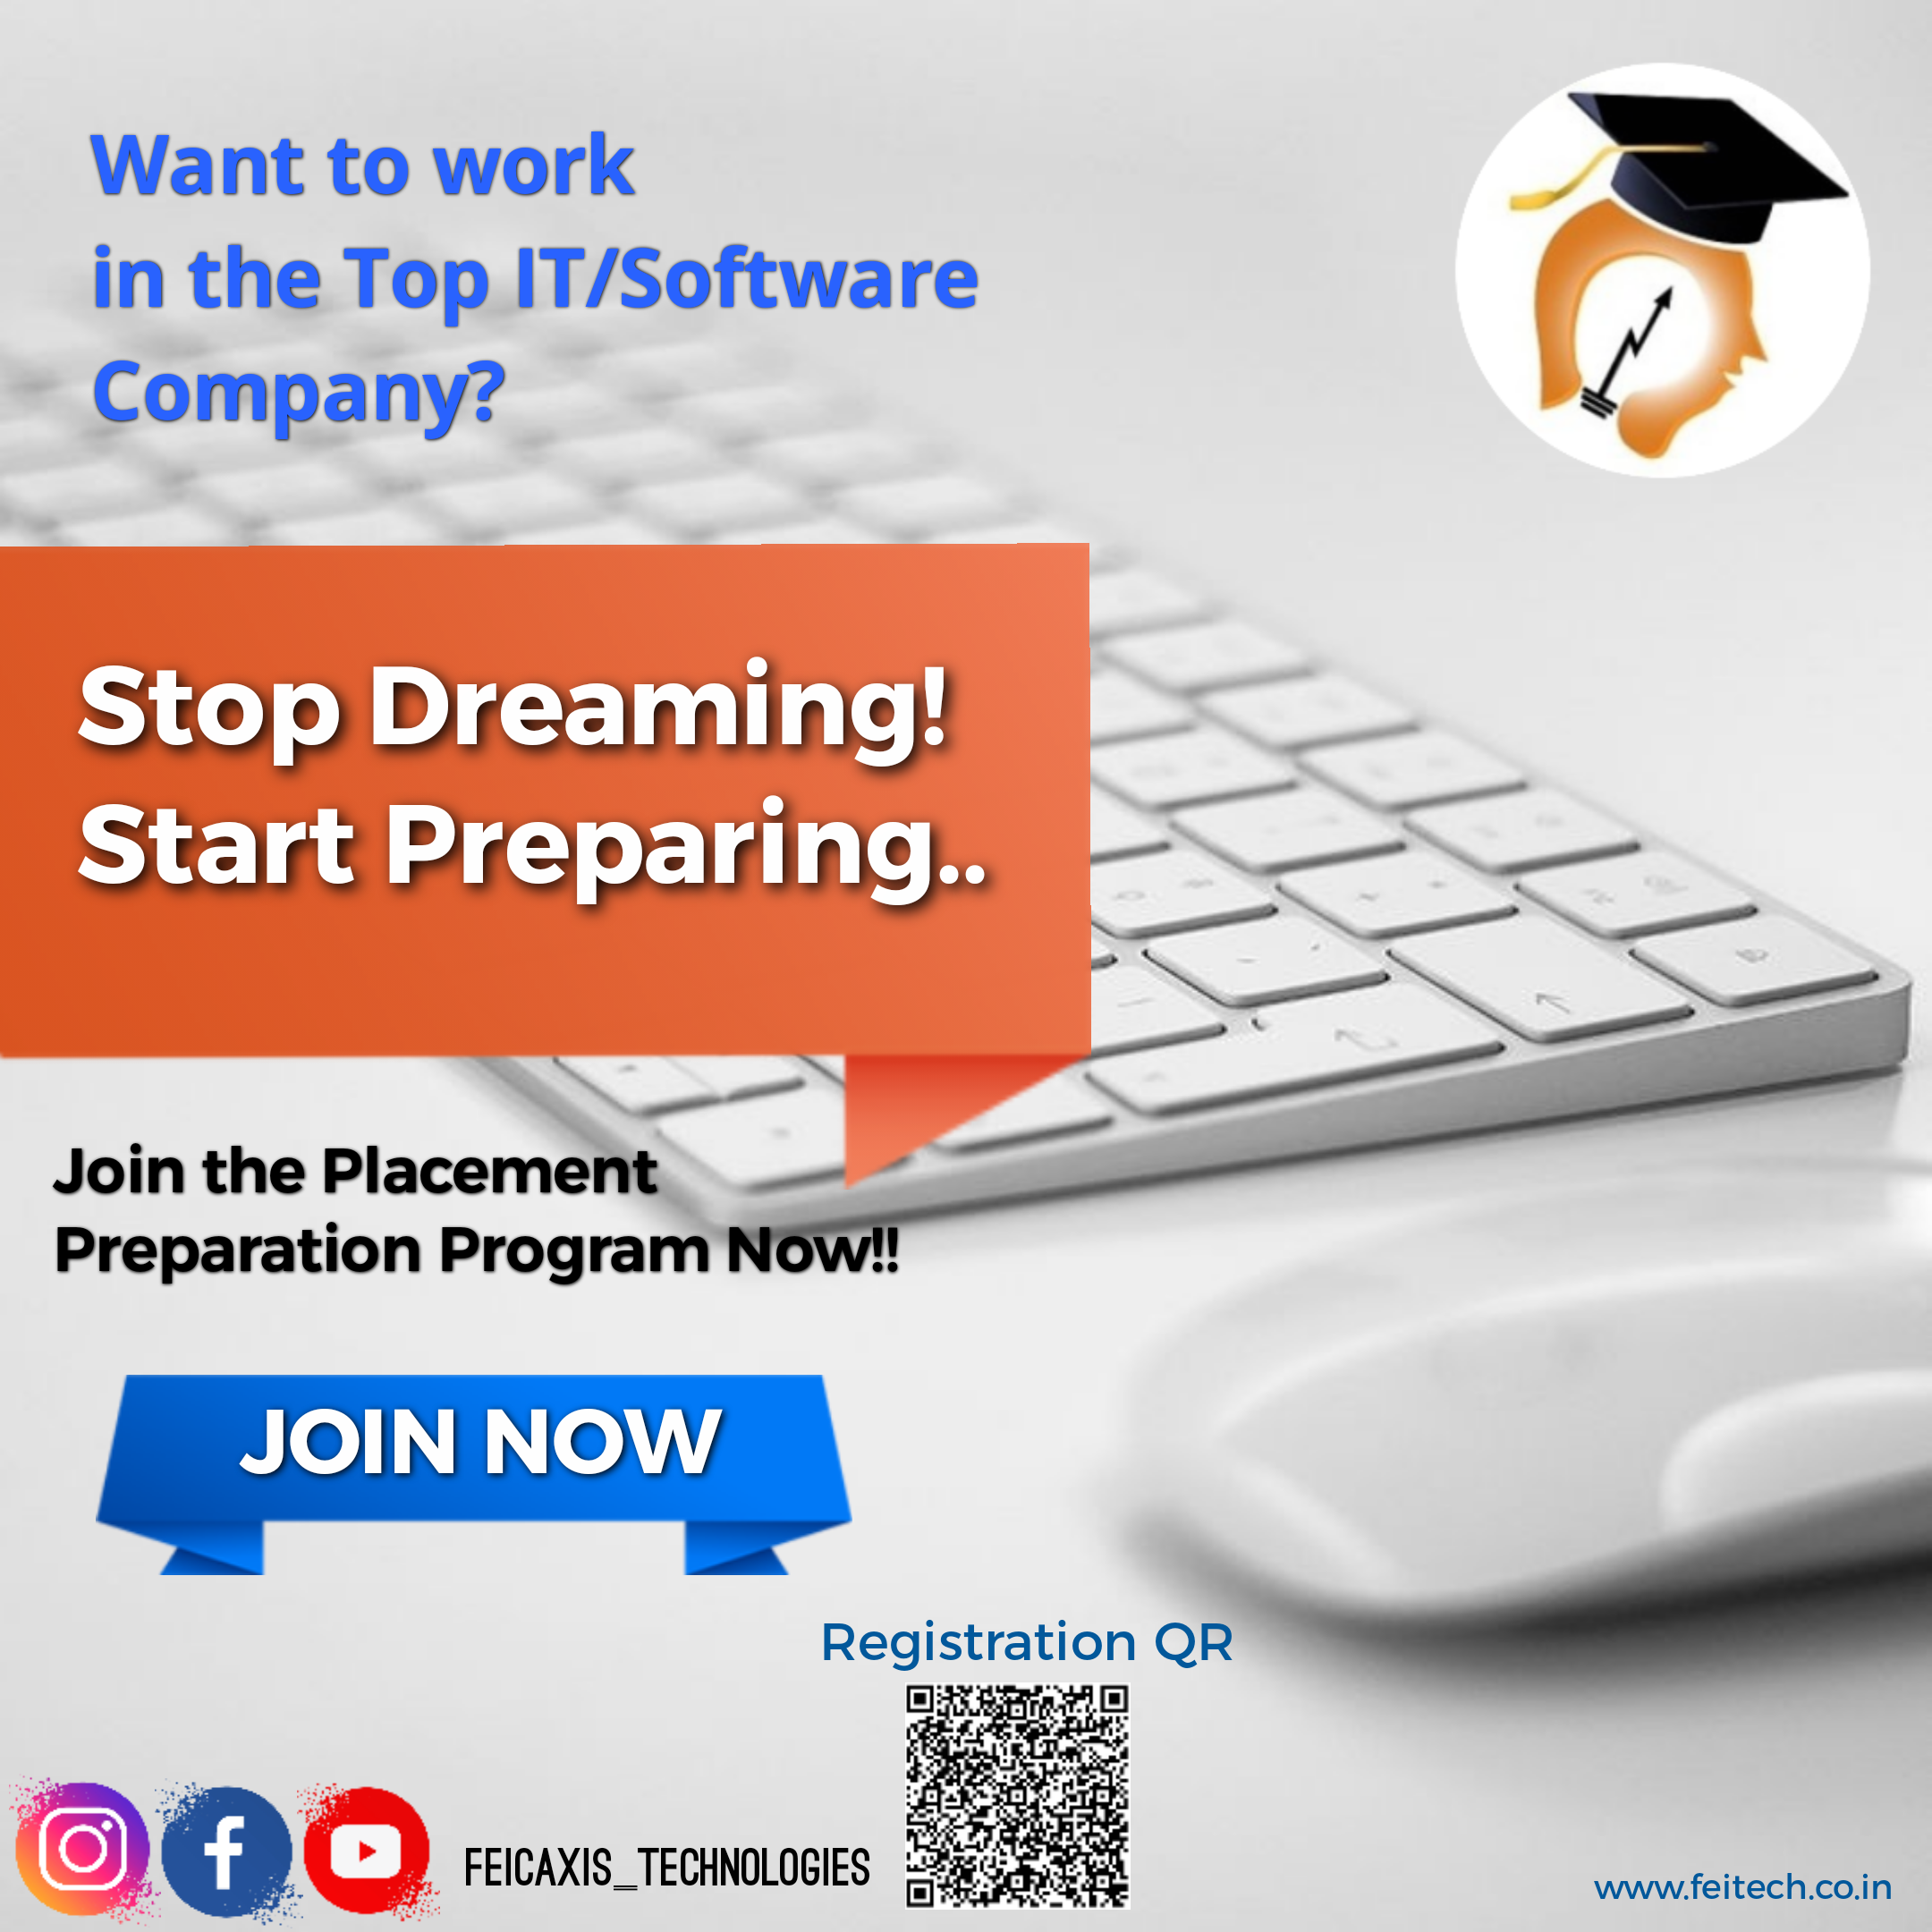 Want to work
in the Top IT/Software
Company?
Stop Dreaming!
Start Preparing..
Join the Placement
Preparation Program Now!!
JOIN NOW
Registration QR
FEICAXIS_TECHNOLOGIES
www.feitech.co.in